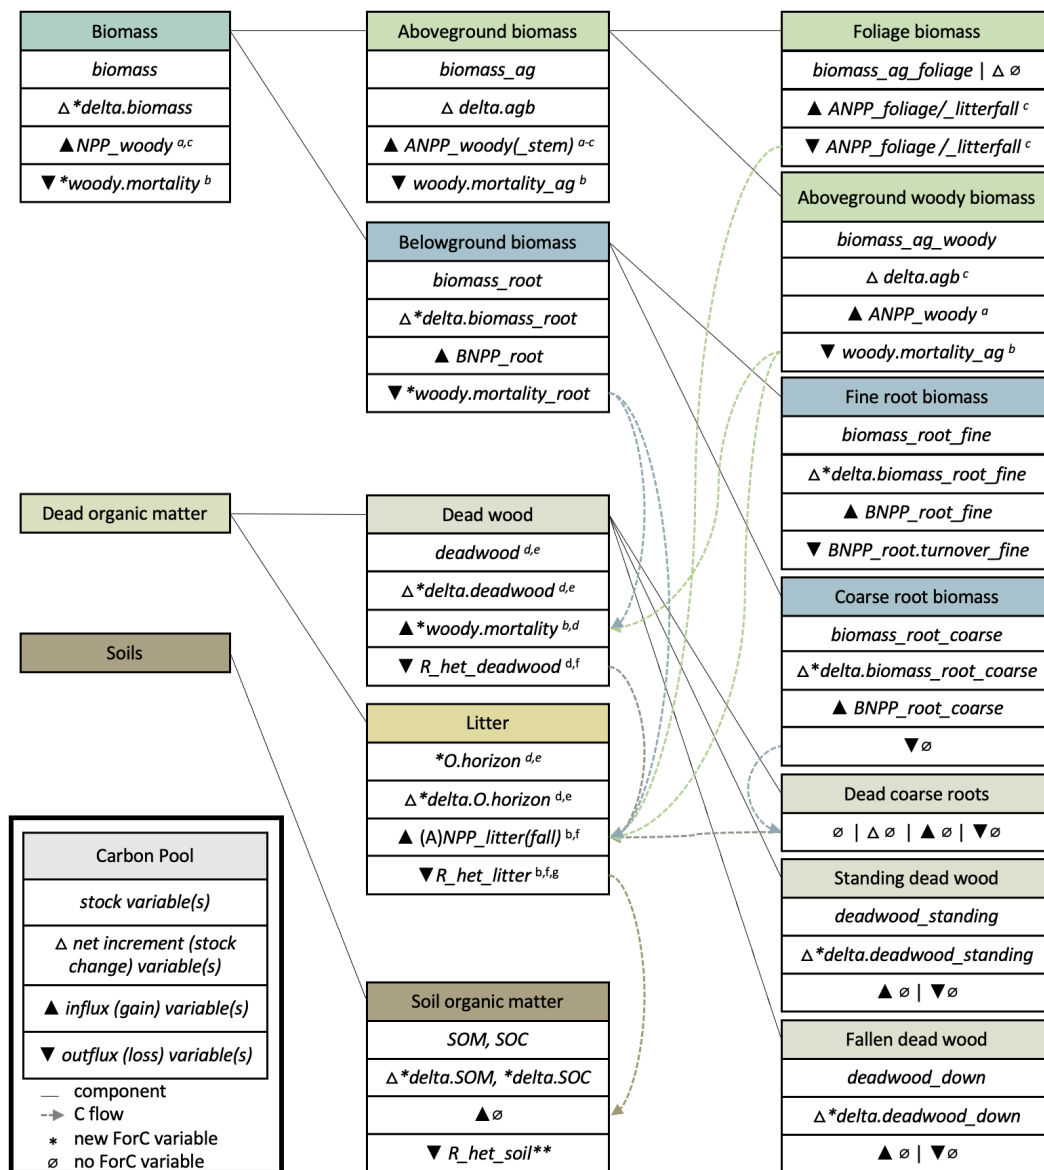 Biomass
biomass
△*delta.biomass
▲NPP_woody a,c
▼*woody.mortality b
Aboveground biomass
biomass_ag
△ delta.agb
▲ ANPP_woody(_stem) a-c
▼ woody.mortality_ag b
Belowground biomass
biomass_root
△*delta.biomass_root
▲ BNPP_root
▼*woody.mortality_root
Foliage biomass
biomass_ag_foliage | △ ∅
▲ ANPP_foliage/_litterfall c
▼ ANPP_foliage /_litterfall c
Aboveground woody biomass
biomass_ag_woody
△ delta.agb c
▲ ANPP_woody a
▼ woody.mortality_ag b
Fine root biomass
biomass_root_fine
△*delta.biomass_root_fine
▲ BNPP_root_fine
▼ BNPP_root.turnover_fine
Coarse root biomass
biomass_root_coarse
△*delta.biomass_root_coarse
▲ BNPP_root_coarse
▼∅
Dead organic matter
Dead wood
deadwood d,e
△*delta.deadwood d,e
▲*woody.mortality b,d
▼ R_het_deadwood d,f
Litter
*O.horizon d,e
△*delta.O.horizon d,e
▲ (A)NPP_litter(fall) b,f
▼ R_het_litter b,f,g
Dead coarse roots
∅ | △ ∅ | ▲ ∅ | ▼∅
Standing dead wood
deadwood_standing
△*delta.deadwood_standing
▲ ∅ | ▼∅
Fallen dead wood
deadwood_down
△*delta.deadwood_down
▲ ∅ | ▼∅
Soils
Soil organic matter
SOM, SOC
△*delta.SOM, *delta.SOC
▲∅
▼ R_het_soil**
Carbon Pool
stock variable(s)
△ net increment (stock
change) variable(s)
▲ influx (gain) variable(s)
▼ outflux (loss) variable(s)
component
C flow
* new ForC variable
∅ no ForC variable